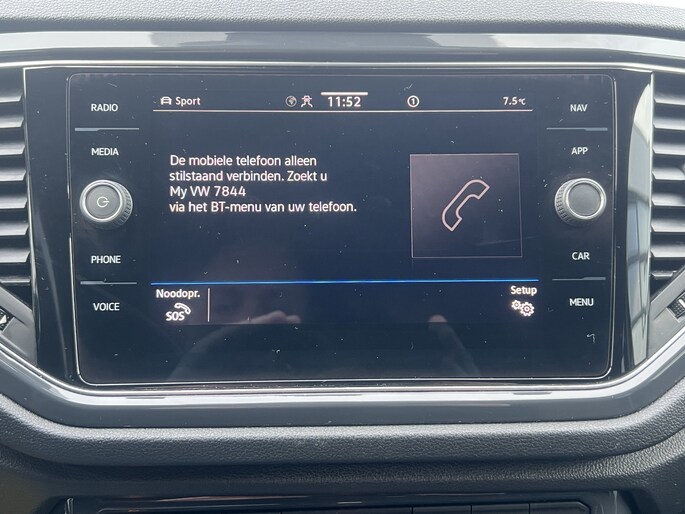 RADIO
MEDIA
PHONE
VOICE
Sport
11:52
1
7.5°C
De mobiele telefoon alleen
stilstaand verbinden. Zoekt u
My VW 7844
via het BT-menu van uw telefoon.
Noodopr.
SOS
Setup
NAV
APP
CAR
MENU